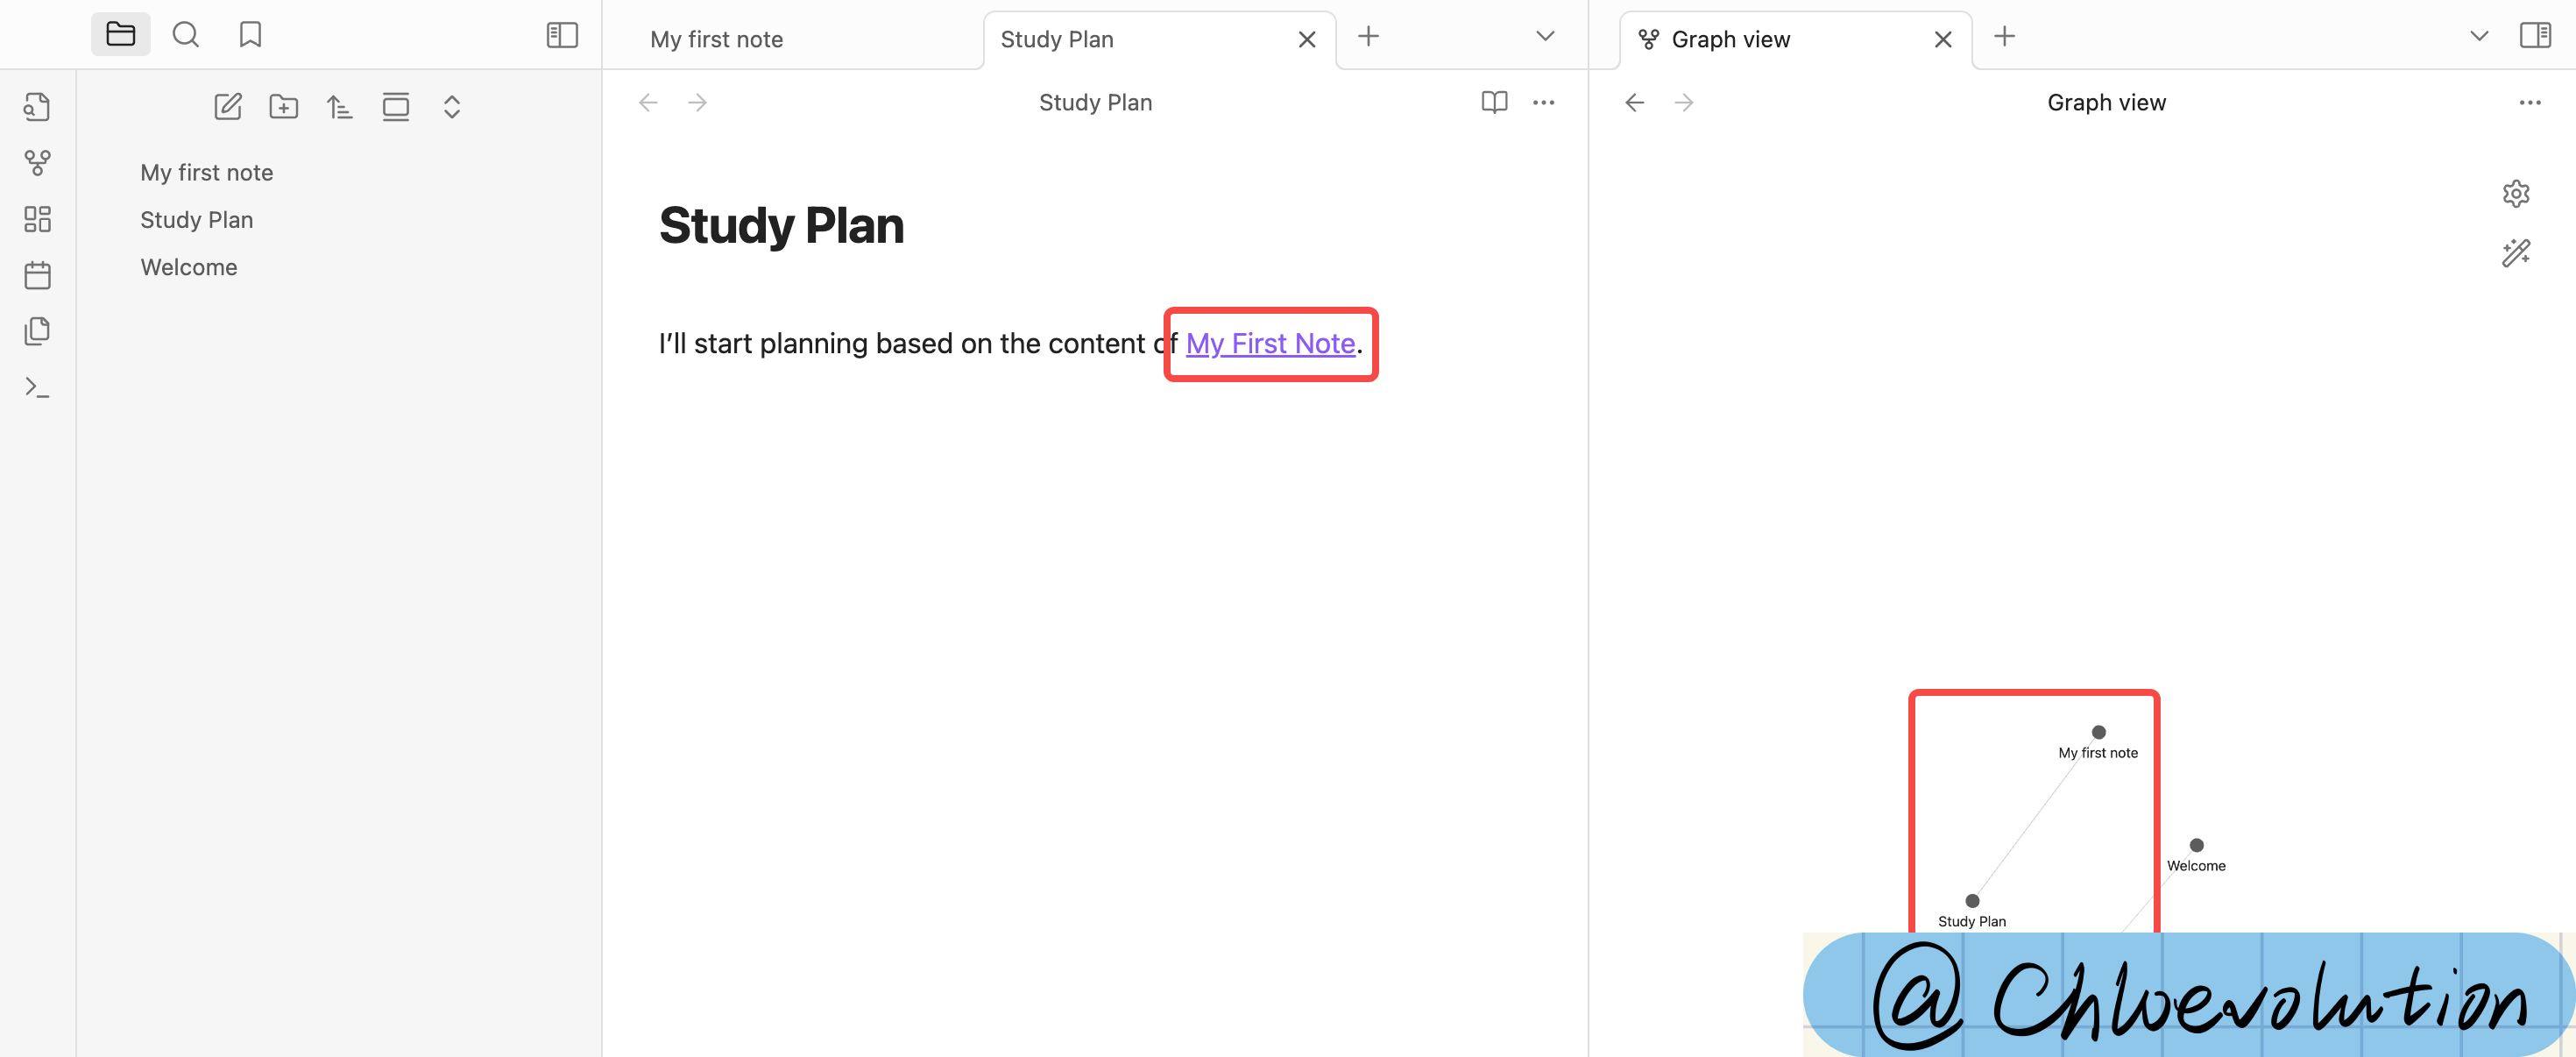 My first note
Study Plan
Graph view
Study Plan
Graph view
My first note
Study Plan
Welcome
Study Plan
I’ll start planning based on the content of My First Note.
My first note
Welcome
Study Plan
@Chloevolution